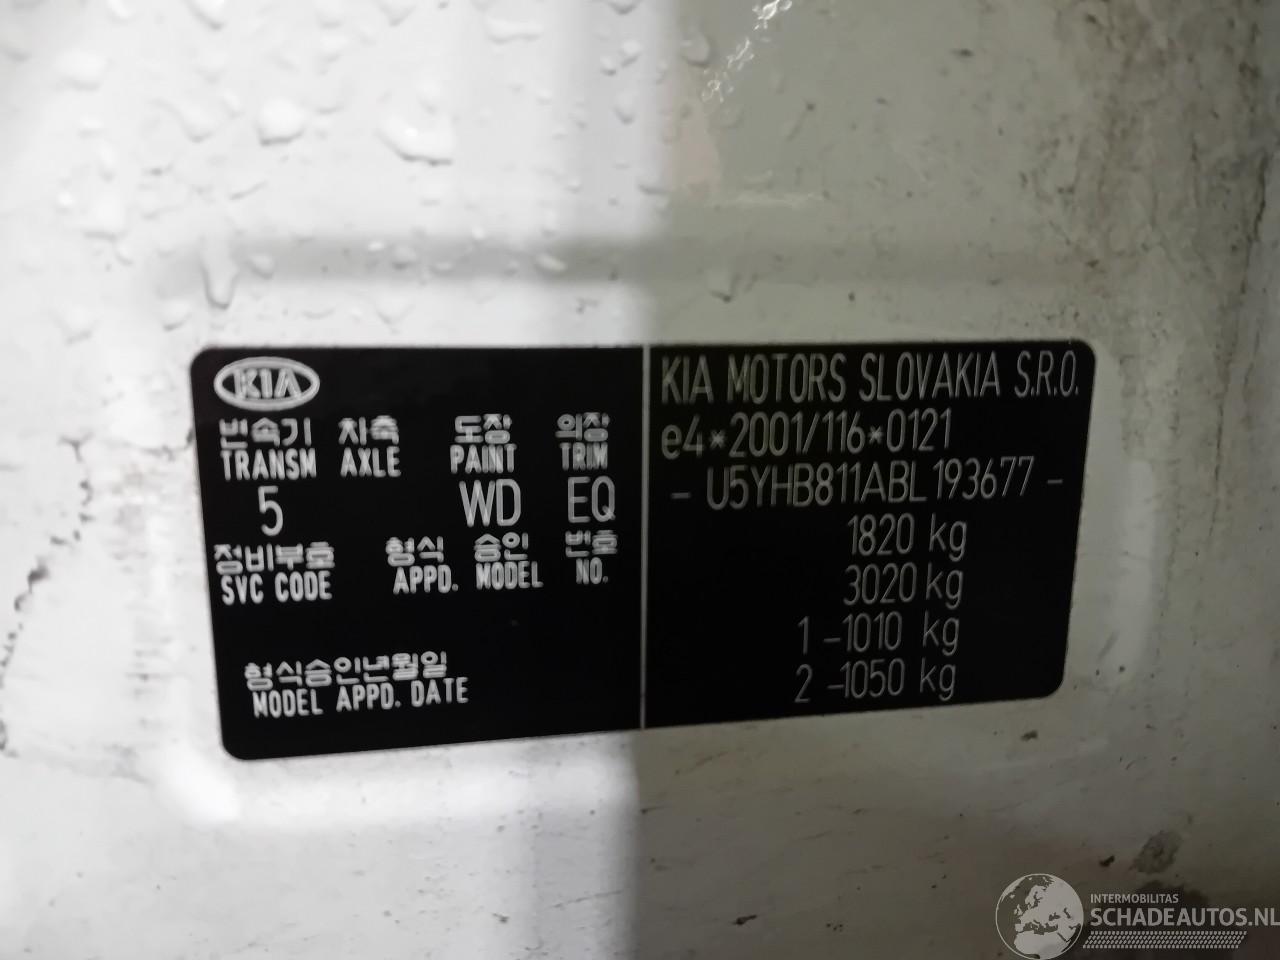 KIA
변속기 차축 도장 의장
TRANSM AXLE PAINT TRIM
5 WD EQ
정비부호 형식 승인 번호
SVC CODE APPD. MODEL NO.
형식승인년월일
MODEL APPD. DATE
KIA MOTORS SLOVAKIA S.R.O.
e4*2001/116*0121
- U5YHB811ABL193677 -
1820 kg
3020 kg
1 -1010 kg
2 -1050 kg
INTERMOBILITAS
SCHADEAUTOS.NL